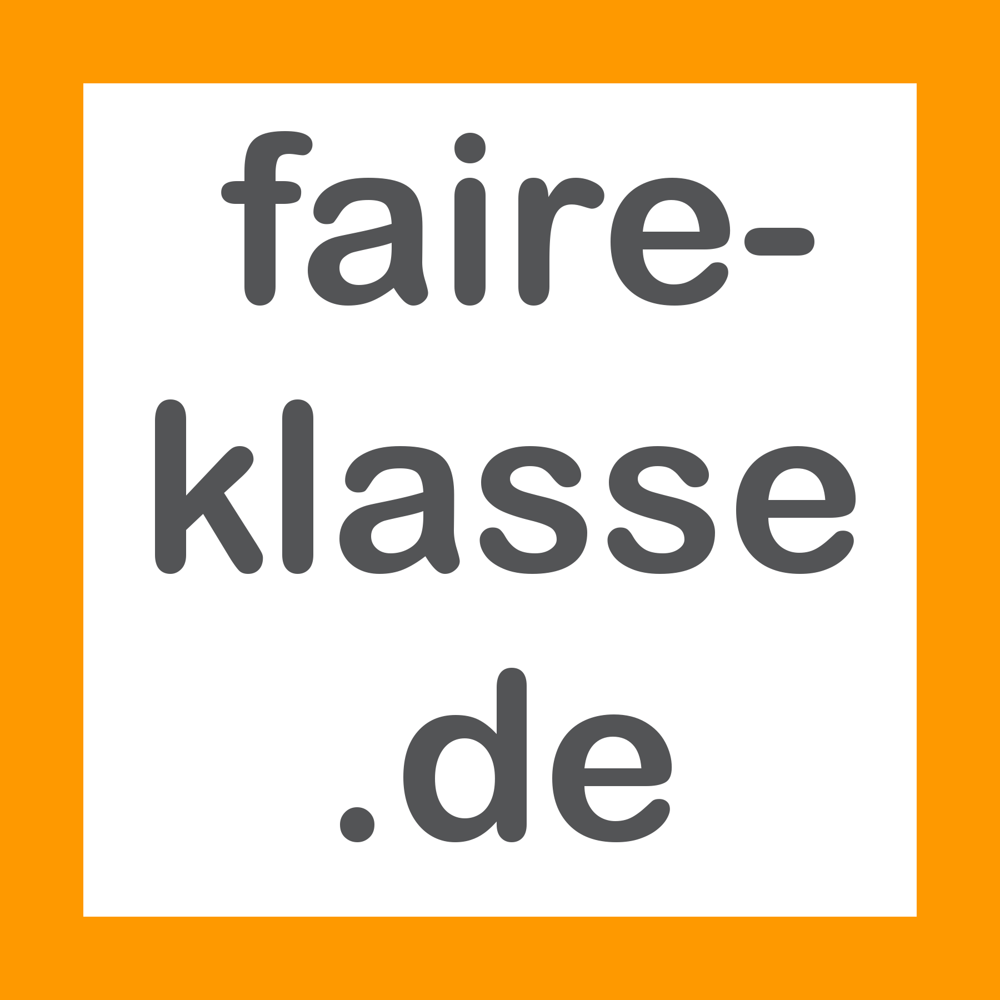 faire-
klasse
.de